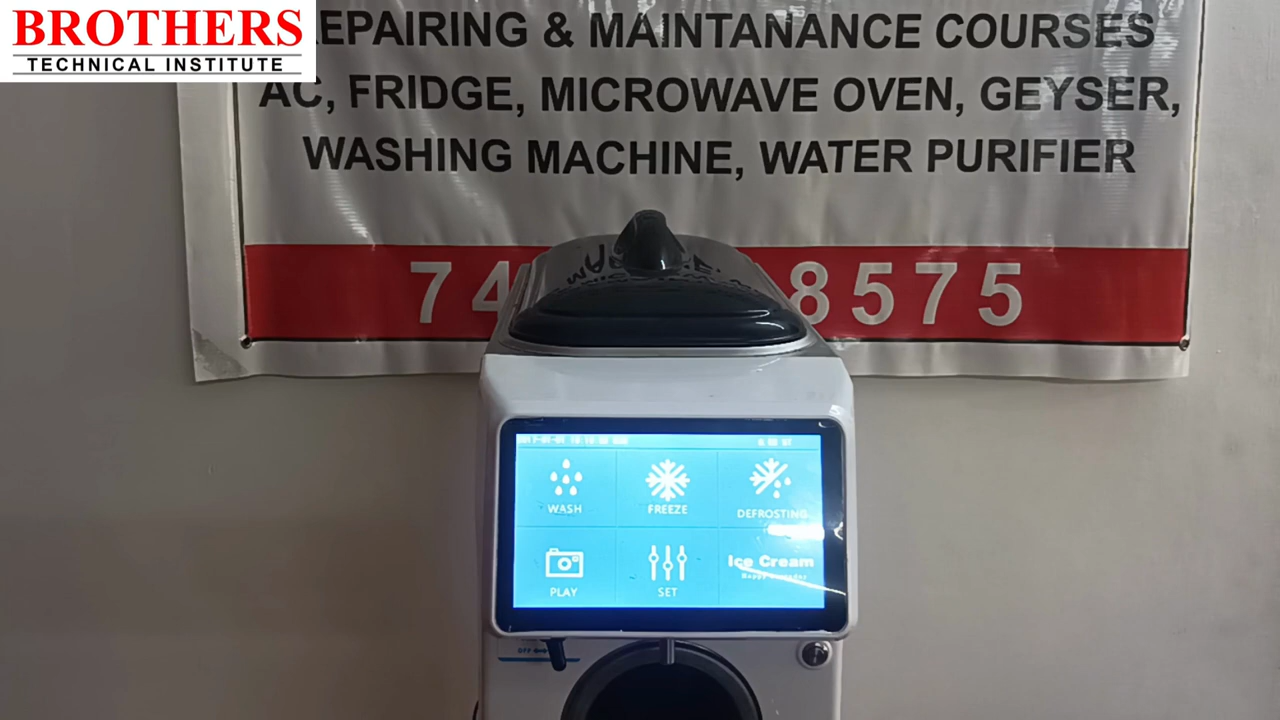 BROTHERS
TECHNICAL INSTITUTE
EPAIRING & MAINTANANCE COURSES
AC, FRIDGE, MICROWAVE OVEN, GEYSER,
WASHING MACHINE, WATER PURIFIER
74 8575
WASH
FREEZE
DEFROSTING
PLAY
SET
Ice Cream
OFF